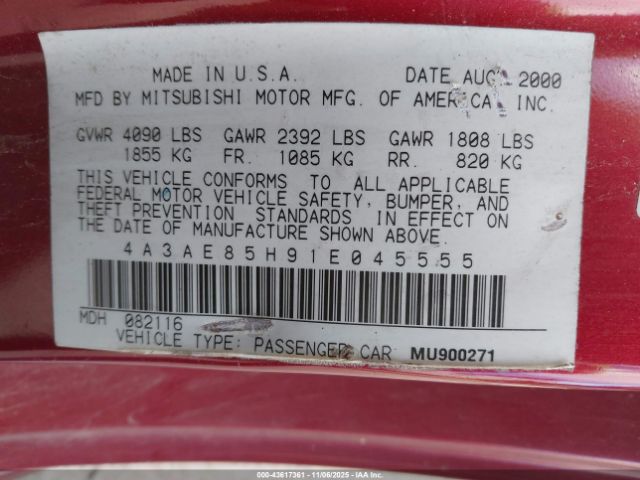 MADE IN U.S.A. DATE AUG 2000
MFD BY MITSUBISHI MOTOR MFG. OF AMERICA, INC.
GVWR 4090 LBS GAWR 2392 LBS GAWR 1808 LBS
1855 KG FR. 1085 KG RR. 820 KG
THIS VEHICLE CONFORMS TO ALL APPLICABLE
FEDERAL MOTOR VEHICLE SAFETY, BUMPER, AND
THEFT PREVENTION STANDARDS IN EFFECT ON
THE DATE OF MANUFACTURE SHOWN ABOVE.
4A3AE85H91E045555
MDH 082116
VEHICLE TYPE: PASSENGER CAR MU900271
000-43617361 - 11/06/2025 - IAA Inc.